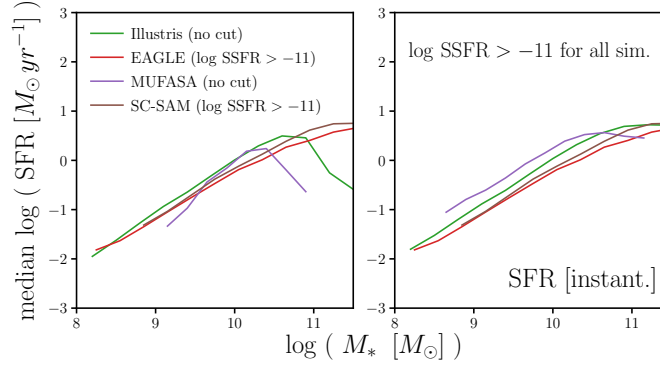 median log ( SFR [M⊙ yr⁻¹] )
3
2
1
0
−1
−2
−3
Illustris (no cut)
EAGLE (log SSFR > −11)
MUFASA (no cut)
SC-SAM (log SSFR > −11)
8
9
10
11
3
2
1
0
−1
−2
−3
log SSFR > −11 for all sim.
SFR [instant.]
8
9
10
11
log ( M* [M⊙] )